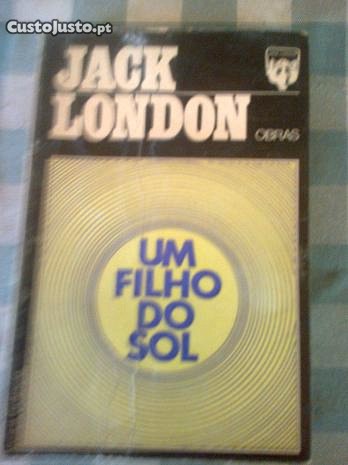 CustoJusto.pt
JACK
LONDON
OBRAS
UM
FILHO
DO
SOL